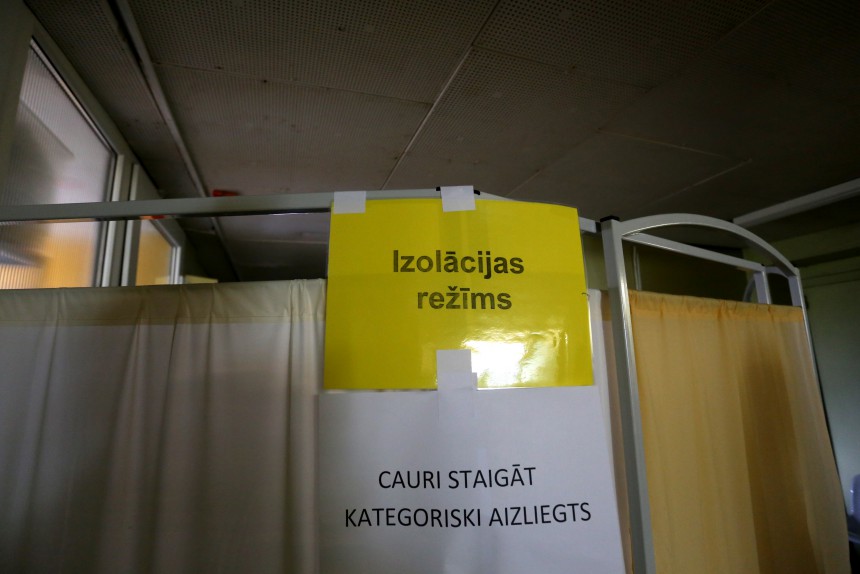 Izolācijas
režīms
CAURI STAIGĀT
KATEGORISKI AIZLIEGTS